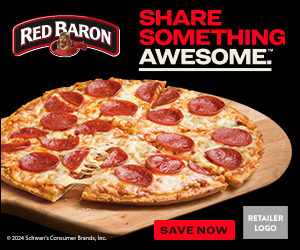 RED BARON
SHARE
SOMETHING
AWESOME.™
SAVE NOW
RETAILER
LOGO
© 2024 Schwan's Consumer Brands, Inc.